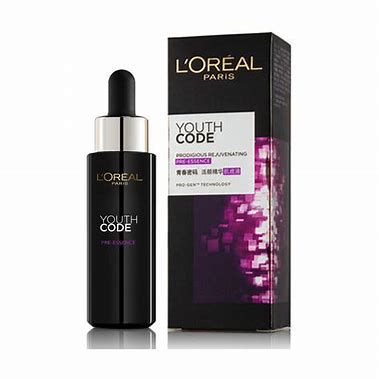 L'ORÉAL
PARIS
YOUTH
CODE
PRE-ESSENCE
L'ORÉAL
PARIS
YOUTH
CODE
PRODIGIOUS REJUVENATING
PRE-ESSENCE
青春密码 活颜精华肌底液
PRO-GEN™ TECHNOLOGY